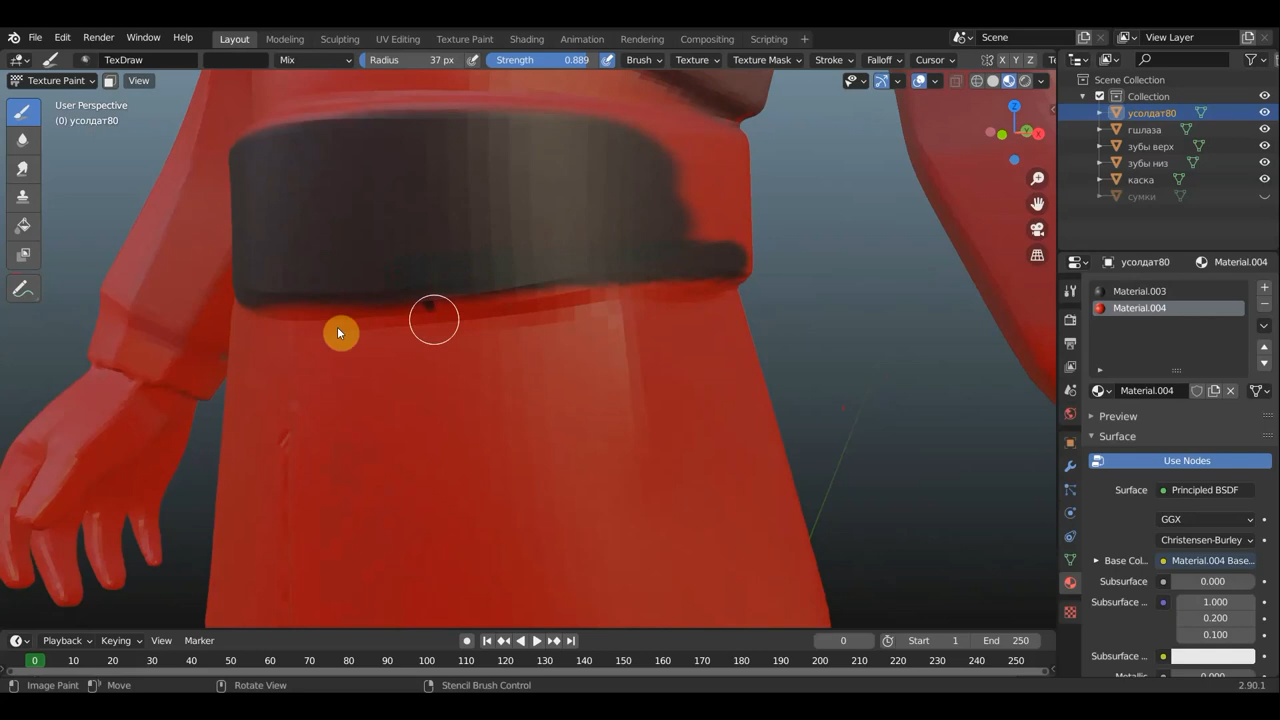 File Edit Render Window Help Layout Modeling Sculpting UV Editing Texture Paint Shading Animation Rendering Compositing Scripting + Scene View Layer
TexDraw Mix Radius 37 px Strength 0.889 Brush Texture Texture Mask Stroke Falloff Cursor X Y Z
Texture Paint View
Scene Collection
Collection
User Perspective
(0) усолдат80
усолдат80
гшлаза
зубы верх
зубы низ
каска
сумки
Z
Y
X
усолдат80 Material.004
Material.003
Material.004
Material.004
Preview
Surface
Use Nodes
Surface Principled BSDF
GGX
Christensen-Burley
Base Col... Material.004 Base...
Subsurface 0.000
Subsurface ... 1.000
0.200
0.100
Subsurface ...
Playback Keying View Marker 0 Start 1 End 250
0 10 20 30 40 50 60 70 80 90 100 110 120 130 140 150 160 170 180 190 200 210 220 230 240 250
Image Paint Move Rotate View Stencil Brush Control 2.90.1